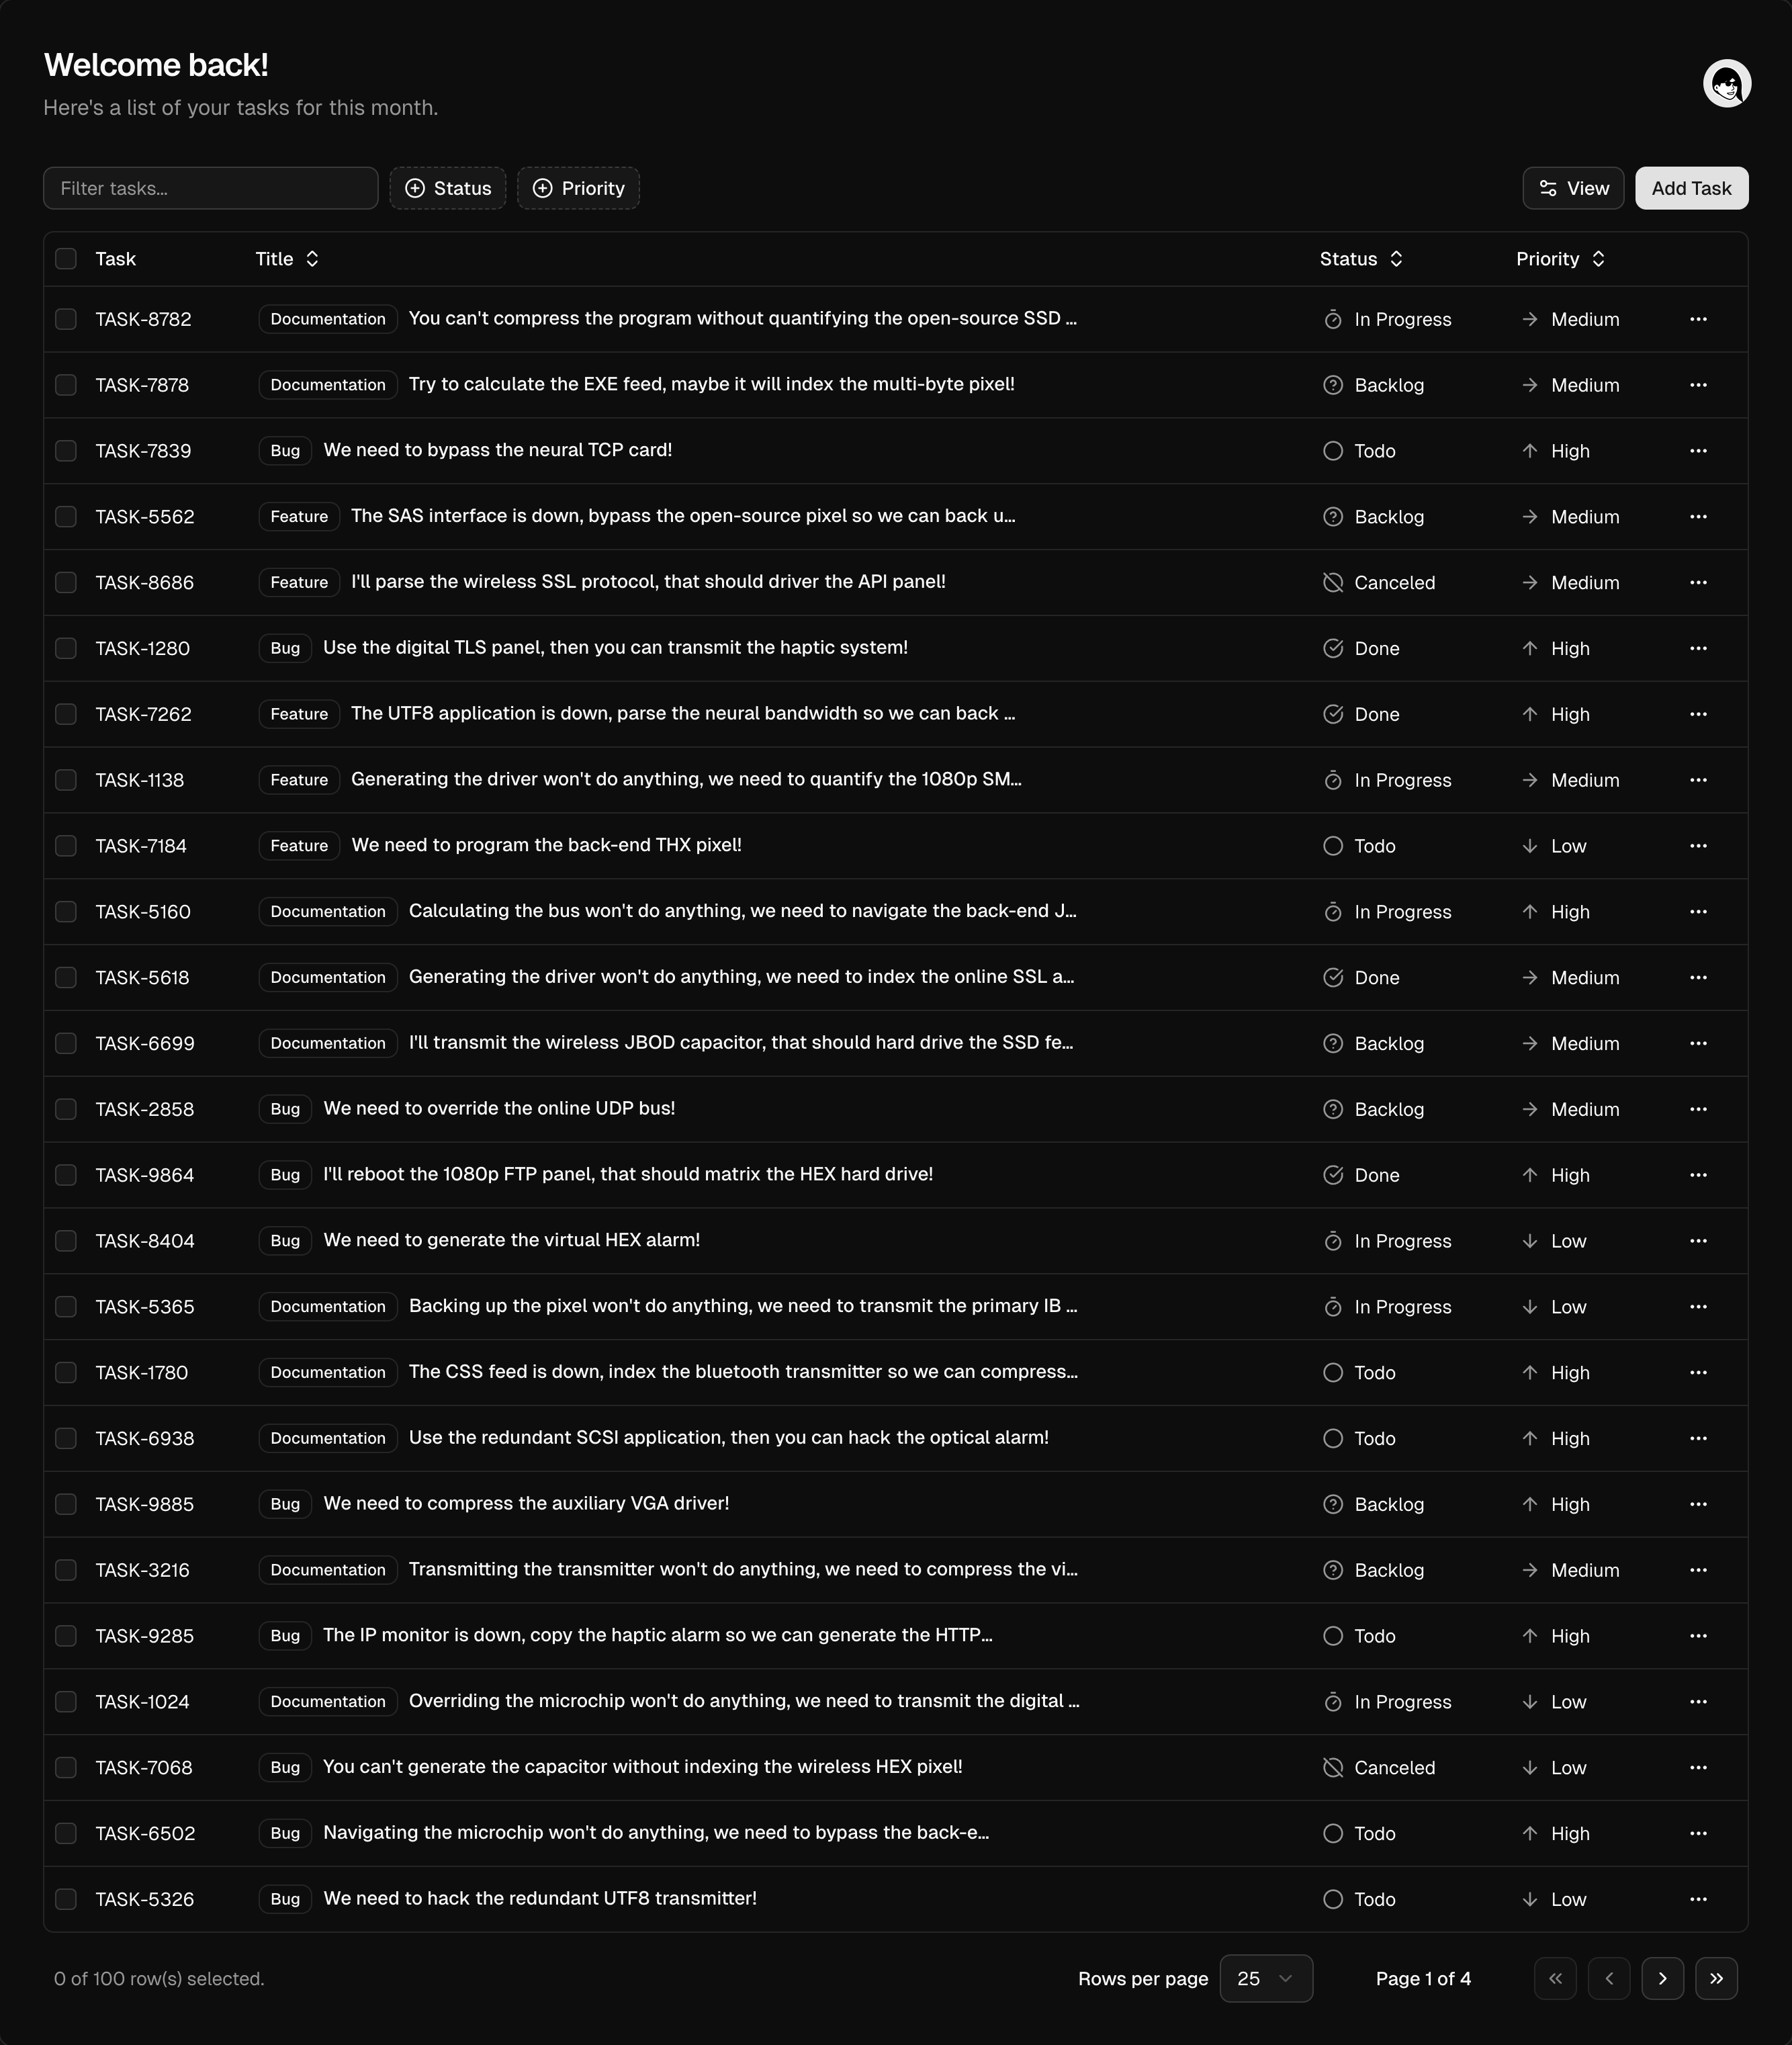 Welcome back!
Here's a list of your tasks for this month.
Filter tasks...
Status
Priority
View
Add Task
Task Title Status Priority
TASK-8782 Documentation You can't compress the program without quantifying the open-source SSD ... In Progress Medium
TASK-7878 Documentation Try to calculate the EXE feed, maybe it will index the multi-byte pixel! Backlog Medium
TASK-7839 Bug We need to bypass the neural TCP card! Todo High
TASK-5562 Feature The SAS interface is down, bypass the open-source pixel so we can back u... Backlog Medium
TASK-8686 Feature I'll parse the wireless SSL protocol, that should driver the API panel! Canceled Medium
TASK-1280 Bug Use the digital TLS panel, then you can transmit the haptic system! Done High
TASK-7262 Feature The UTF8 application is down, parse the neural bandwidth so we can back ... Done High
TASK-1138 Feature Generating the driver won't do anything, we need to quantify the 1080p SM... In Progress Medium
TASK-7184 Feature We need to program the back-end THX pixel! Todo Low
TASK-5160 Documentation Calculating the bus won't do anything, we need to navigate the back-end J... In Progress High
TASK-5618 Documentation Generating the driver won't do anything, we need to index the online SSL a... Done Medium
TASK-6699 Documentation I'll transmit the wireless JBOD capacitor, that should hard drive the SSD fe... Backlog Medium
TASK-2858 Bug We need to override the online UDP bus! Backlog Medium
TASK-9864 Bug I'll reboot the 1080p FTP panel, that should matrix the HEX hard drive! Done High
TASK-8404 Bug We need to generate the virtual HEX alarm! In Progress Low
TASK-5365 Documentation Backing up the pixel won't do anything, we need to transmit the primary IB ... In Progress Low
TASK-1780 Documentation The CSS feed is down, index the bluetooth transmitter so we can compress... Todo High
TASK-6938 Documentation Use the redundant SCSI application, then you can hack the optical alarm! Todo High
TASK-9885 Bug We need to compress the auxiliary VGA driver! Backlog High
TASK-3216 Documentation Transmitting the transmitter won't do anything, we need to compress the vi... Backlog Medium
TASK-9285 Bug The IP monitor is down, copy the haptic alarm so we can generate the HTTP... Todo High
TASK-1024 Documentation Overriding the microchip won't do anything, we need to transmit the digital ... In Progress Low
TASK-7068 Bug You can't generate the capacitor without indexing the wireless HEX pixel! Canceled Low
TASK-6502 Bug Navigating the microchip won't do anything, we need to bypass the back-e... Todo High
TASK-5326 Bug We need to hack the redundant UTF8 transmitter! Todo Low
0 of 100 row(s) selected.
Rows per page 25
Page 1 of 4